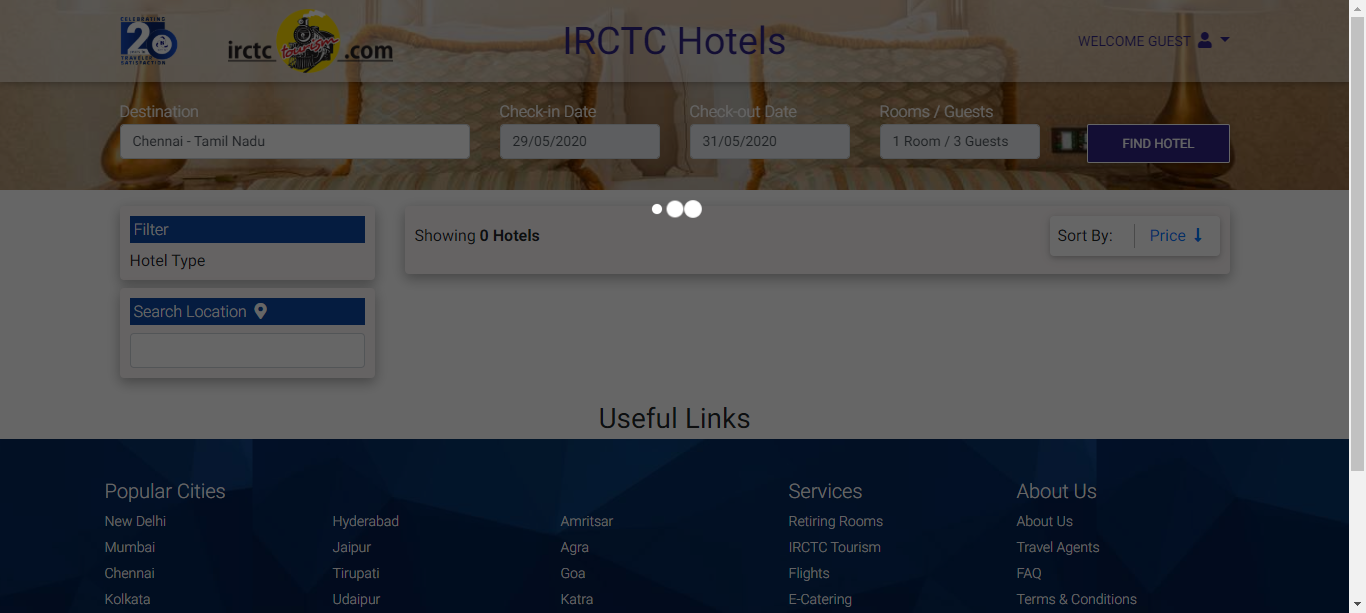 CELEBRATING
20
TRAVELER
SATISFACTION
irctc tourism .com
IRCTC Hotels
WELCOME GUEST
Destination
Check-in Date
Check-out Date
Rooms / Guests
Chennai - Tamil Nadu
29/05/2020
31/05/2020
1 Room / 3 Guests
FIND HOTEL
Filter
Hotel Type
Showing 0 Hotels
Sort By:
Price
Search Location
Useful Links
Popular Cities
Services
About Us
New Delhi
Hyderabad
Amritsar
Retiring Rooms
About Us
Mumbai
Jaipur
Agra
IRCTC Tourism
Travel Agents
Chennai
Tirupati
Goa
Flights
FAQ
Kolkata
Udaipur
Katra
E-Catering
Terms & Conditions